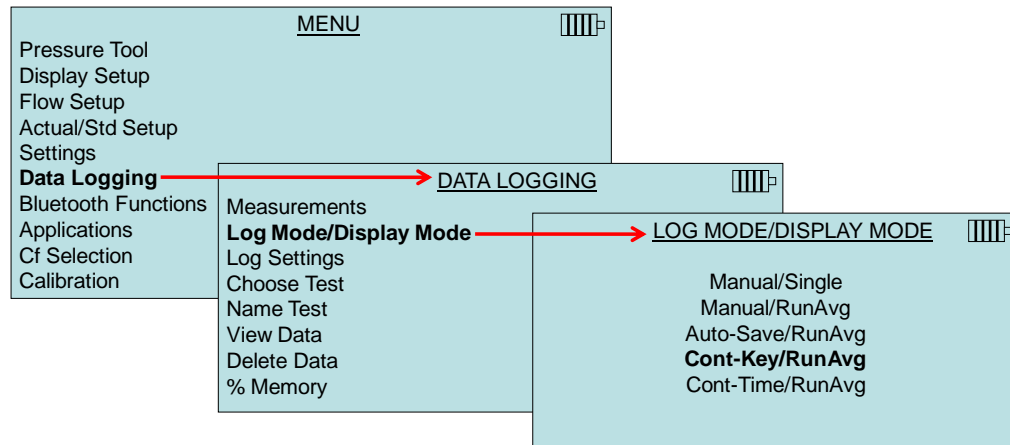 MENU
Pressure Tool
Display Setup
Flow Setup
Actual/Std Setup
Settings
Data Logging
Bluetooth Functions
Applications
Cf Selection
Calibration
DATA LOGGING
Measurements
Log Mode/Display Mode
Log Settings
Choose Test
Name Test
View Data
Delete Data
% Memory
LOG MODE/DISPLAY MODE
Manual/Single
Manual/RunAvg
Auto-Save/RunAvg
Cont-Key/RunAvg
Cont-Time/RunAvg